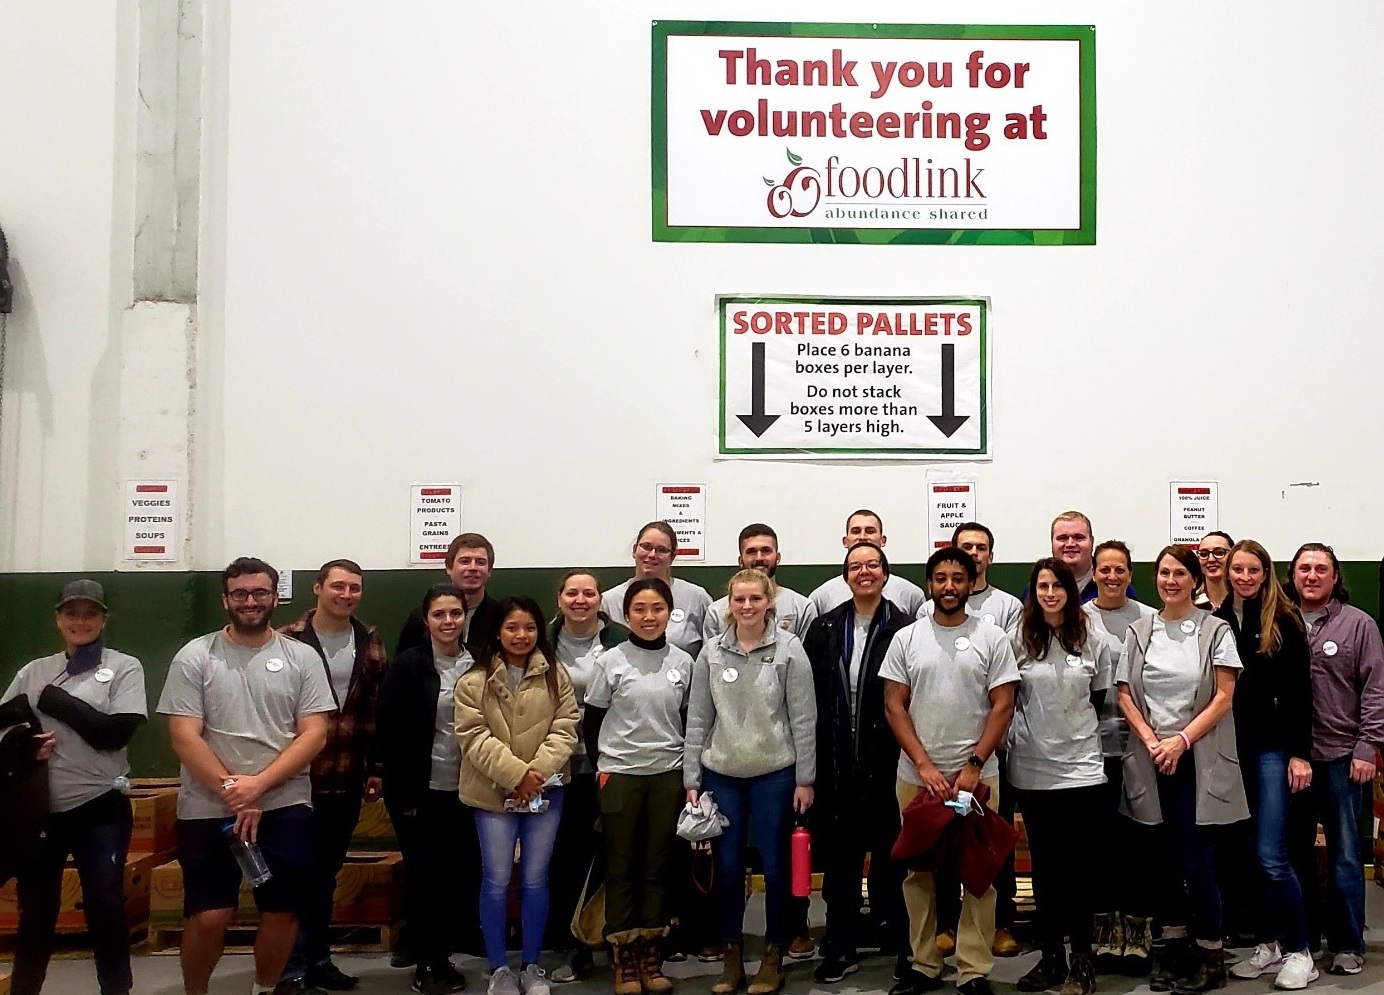 Thank you for
volunteering at
foodlink
abundance shared
SORTED PALLETS
Place 6 banana
boxes per layer.
Do not stack
boxes more than
5 layers high.
VEGGIES
PROTEINS
SOUPS
TOMATO
PRODUCTS
PASTA
GRAINS
BAKING
MIXES
&
INGREDIENTS
FRUIT &
APPLE
100% JUICE
PEANUT
BUTTER
COFFEE
GRANOLA